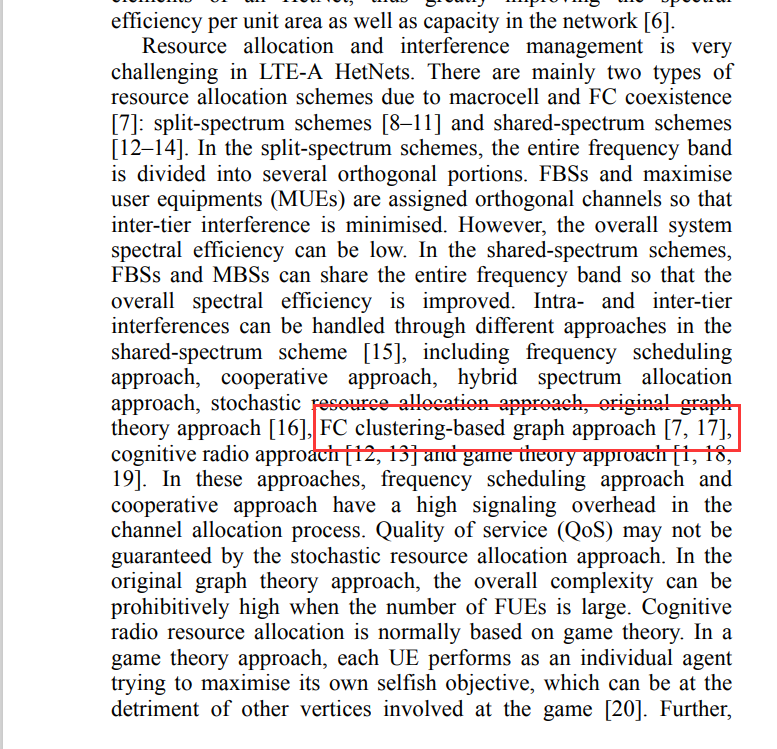 efficiency per unit area as well as capacity in the network [6].
Resource allocation and interference management is very
challenging in LTE-A HetNets. There are mainly two types of
resource allocation schemes due to macrocell and FC coexistence
[7]: split-spectrum schemes [8–11] and shared-spectrum schemes
[12–14]. In the split-spectrum schemes, the entire frequency band
is divided into several orthogonal portions. FBSs and maximise
user equipments (MUEs) are assigned orthogonal channels so that
inter-tier interference is minimised. However, the overall system
spectral efficiency can be low. In the shared-spectrum schemes,
FBSs and MBSs can share the entire frequency band so that the
overall spectral efficiency is improved. Intra- and inter-tier
interferences can be handled through different approaches in the
shared-spectrum scheme [15], including frequency scheduling
approach, cooperative approach, hybrid spectrum allocation
approach, stochastic resource allocation approach, original graph
theory approach [16], FC clustering-based graph approach [7, 17],
cognitive radio approach [12, 13] and game theory approach [1, 18,
19]. In these approaches, frequency scheduling approach and
cooperative approach have a high signaling overhead in the
channel allocation process. Quality of service (QoS) may not be
guaranteed by the stochastic resource allocation approach. In the
original graph theory approach, the overall complexity can be
prohibitively high when the number of FUEs is large. Cognitive
radio resource allocation is normally based on game theory. In a
game theory approach, each UE performs as an individual agent
trying to maximise its own selfish objective, which can be at the
detriment of other vertices involved at the game [20]. Further,